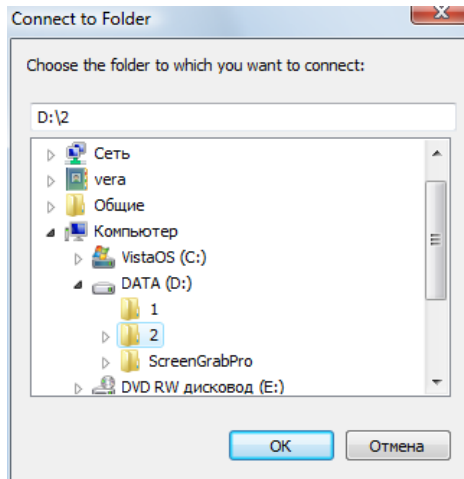 Connect to Folder
Choose the folder to which you want to connect:
D:\2
Сеть
vera
Общие
Компьютер
VistaOS (C:)
DATA (D:)
1
2
ScreenGrabPro
DVD RW дисковод (E:)
OK
Отмена